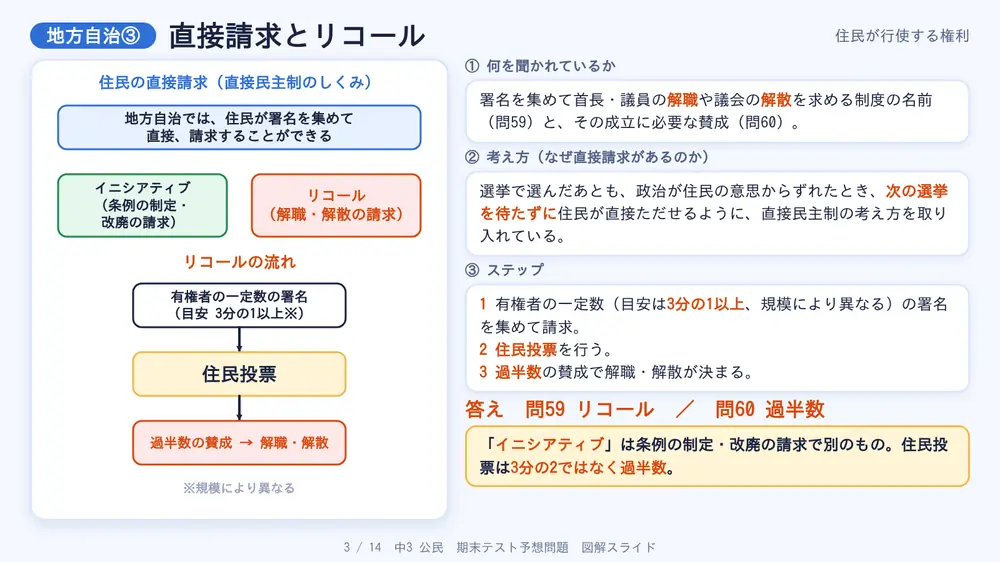 地方自治③
直接請求とリコール
住民が行使する権利
住民の直接請求（直接民主制のしくみ）
地方自治では、住民が署名を集めて
直接、請求することができる
イニシアティブ
（条例の制定・
改廃の請求）
リコール
（解職・解散の請求）
リコールの流れ
有権者の一定数の署名
（目安 3分の1以上※）
住民投票
過半数の賛成 → 解職・解散
※規模により異なる
① 何を聞かれているか
署名を集めて首長・議員の解職や議会の解散を求める制度の名前
（問59）と、その成立に必要な賛成（問60）。
② 考え方（なぜ直接請求があるのか）
選挙で選んだあとも、政治が住民の意思からずれたとき、次の選挙
を待たずに住民が直接ただせるように、直接民主制の考え方を取り
入れている。
③ ステップ
1 有権者の一定数（目安は3分の1以上、規模により異なる）の署名
を集めて請求。
2 住民投票を行う。
3 過半数の賛成で解職・解散が決まる。
答え 問59 リコール ／ 問60 過半数
「イニシアティブ」は条例の制定・改廃の請求で別のもの。住民投
票は3分の2ではなく過半数。
3 / 14 中3 公民 期末テスト予想問題 図解スライド